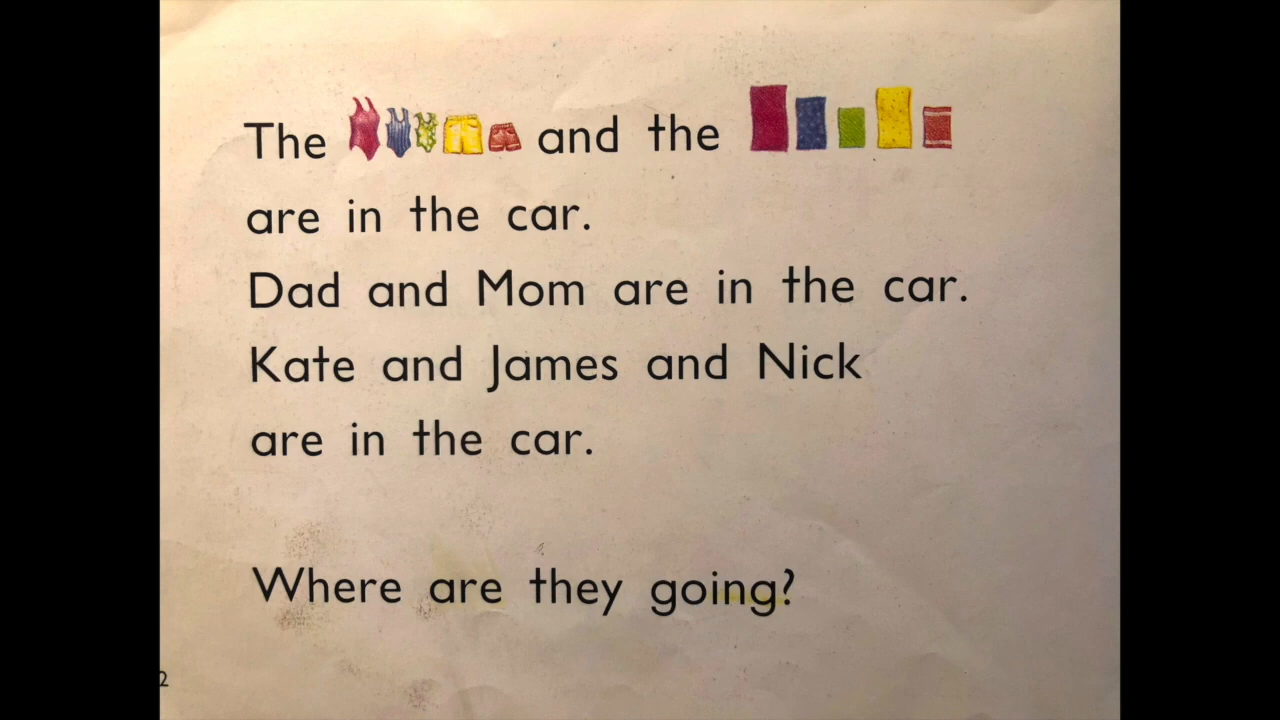 The and the
are in the car.
Dad and Mom are in the car.
Kate and James and Nick
are in the car.
Where are they going?
2